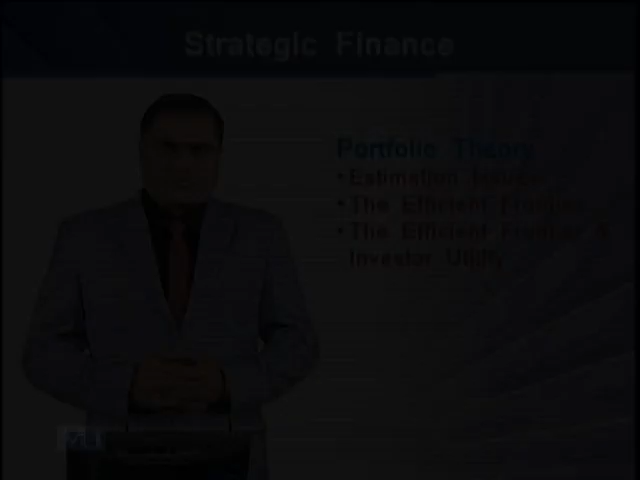 Strategic Finance
Portfolio Theory
• Estimation Issues
• The Efficient Frontier
• The Efficient Frontier &
Investor Utility